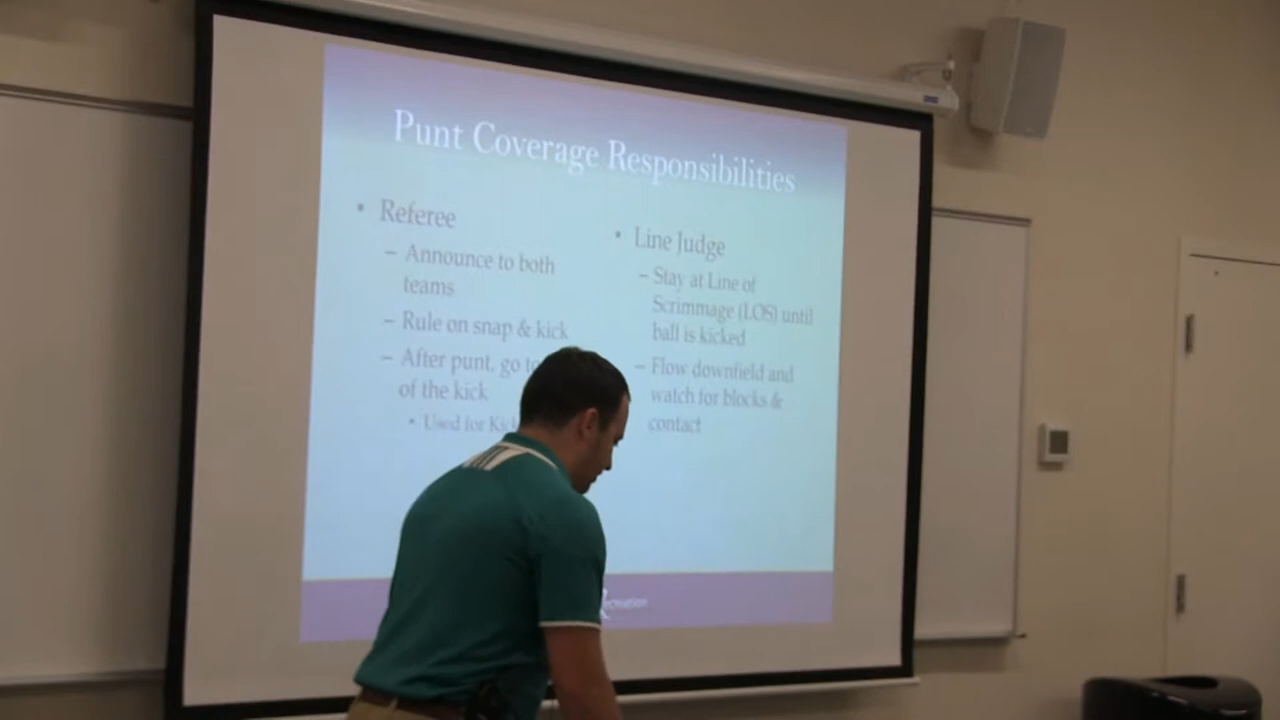 Punt Coverage Responsibilities
• Referee
– Announce to both
teams
– Rule on snap & kick
– After punt, go to
of the kick
• Used for Kick
• Line Judge
– Stay at Line of
Scrimmage (LOS) until
ball is kicked
– Flow downfield and
watch for blocks &
contact